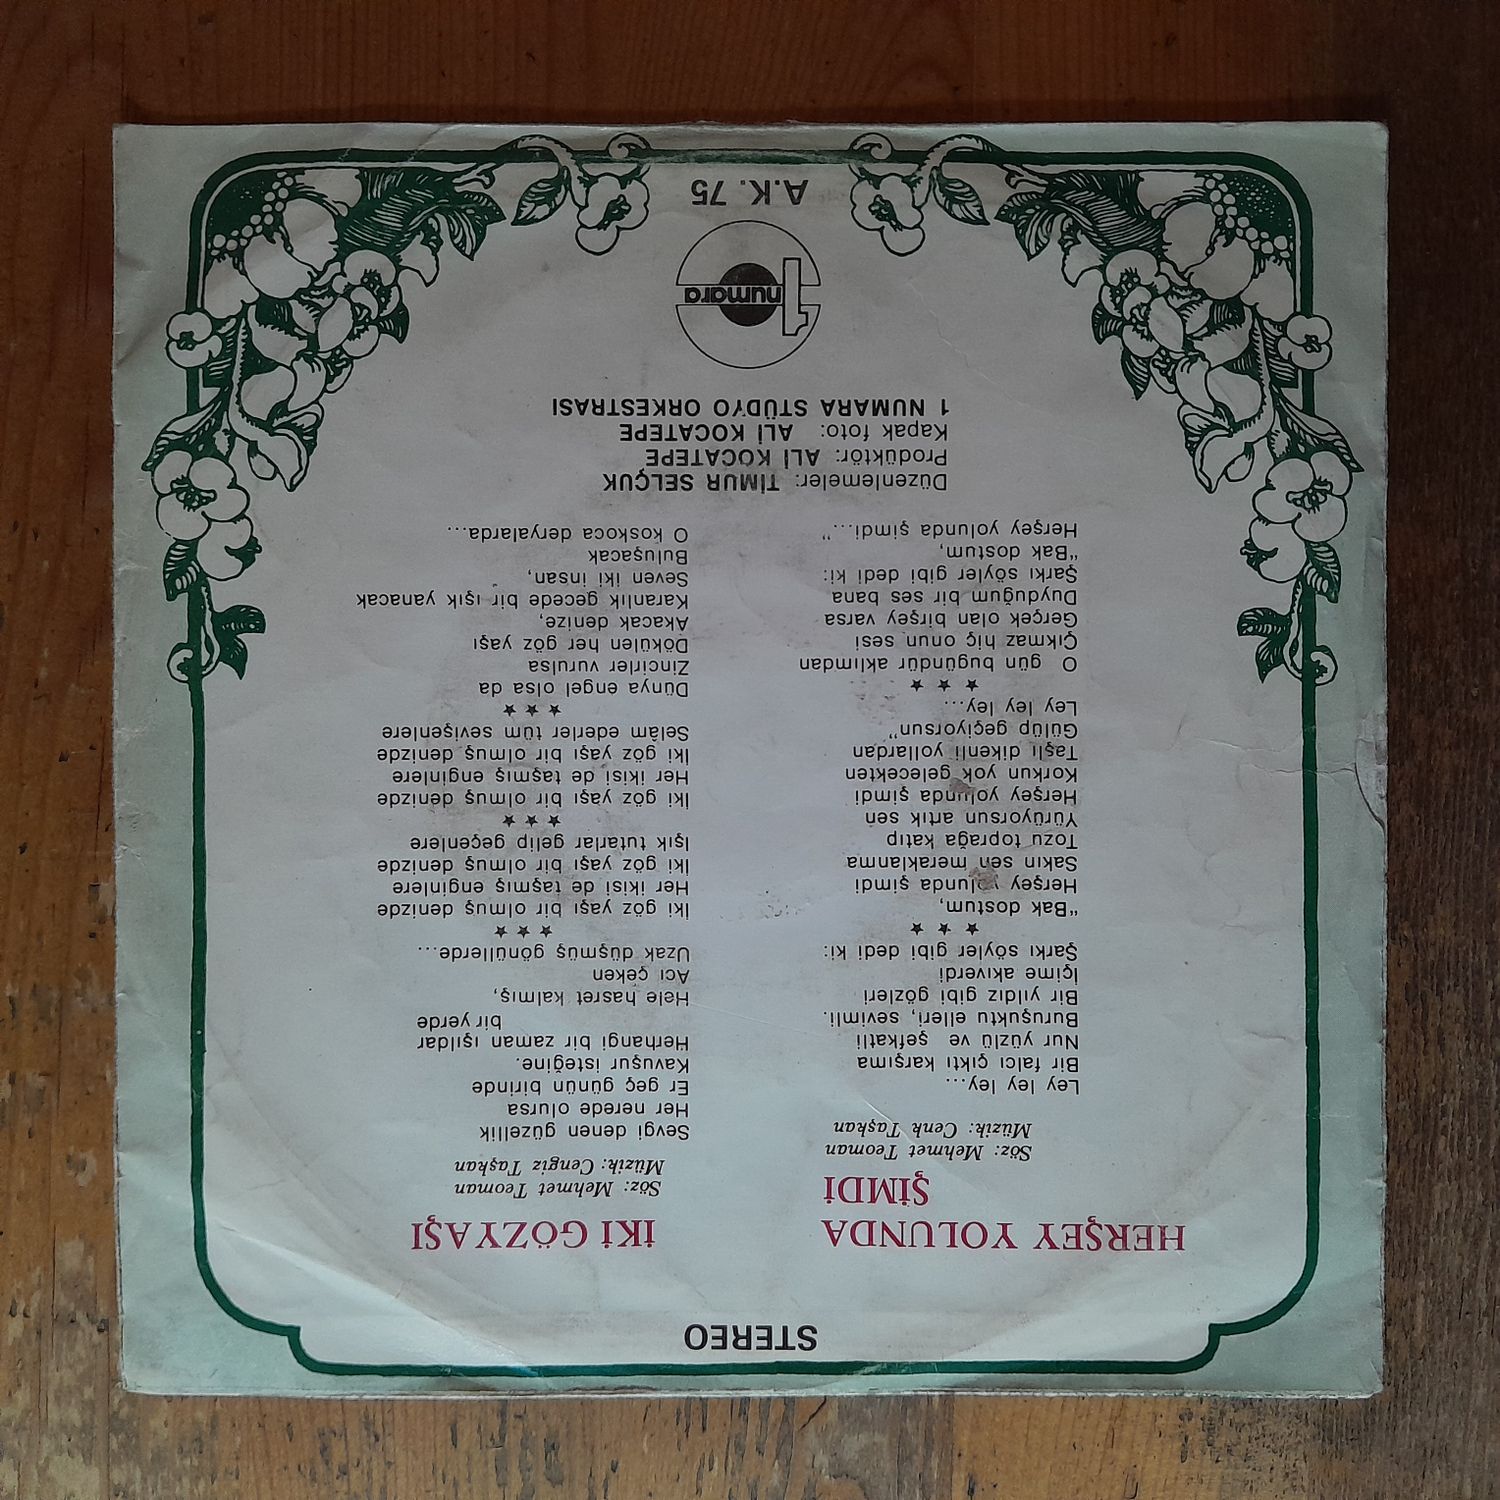 STEREO
HERŞEY YOLUNDA
ŞİMDİ
Söz: Mehmet Teoman
Müzik: Cenk Taşkan
Ley ley ley...
Bir falcı çıktı karşıma
Nur yüzlü ve şefkatli
Buruşuktu elleri, sevimli.
Bir yıldız gibi gözleri
İçime akıverdi
Şarkı söyler gibi dedi ki:
★ ★ ★
"Bak dostum,
Herşey yolunda şimdi
Sakın sen meraklanma
Tozu toprağa katıp
Yürüyorsun artık sen
Herşey yolunda şimdi
Korkun yok gelecekten
Taşlı dikenli yollardan
Gülüp geçiyorsun"
Ley ley ley...
★ ★ ★
O gün bugündür aklımdan
Çıkmaz hiç onun sesi
Gerçek olan birşey varsa
Duyduğum bir ses bana
Şarkı söyler gibi dedi ki:
"Bak dostum,
Herşey yolunda şimdi..."
İKİ GÖZYAŞI
Söz: Mehmet Teoman
Müzik: Cengiz Taşkan
Sevgi denen güzellik
Her nerede olursa
Er geç günün birinde
Kavuşur isteğine.
Herhangi bir zaman ışıldar
bir yerde
Hele hasret kalmış,
Acı çeken
Uzak düşmüş gönüllerde...
★ ★ ★
İki göz yaşı bir olmuş denizde
Her ikisi de taşmış enginlere
İki göz yaşı bir olmuş denizde
Işık tutarlar gelip geçenlere
★ ★ ★
İki göz yaşı bir olmuş denizde
Her ikisi de taşmış enginlere
İki göz yaşı bir olmuş denizde
Selâm ederler tüm sevişenlere
★ ★ ★
Dünya engel olsa da
Zincirler vurulsa
Dökülen her göz yaşı
Akacak denize,
Karanlık gecede bir ışık yanacak
Seven iki insan,
Buluşacak
O koskoca deryalarda...
Düzenlemeler: TİMUR SELÇUK
Prodüktör: ALİ KOCATEPE
Kapak foto: ALİ KOCATEPE
1 NUMARA STÜDYO ORKESTRASI
1 numara
A.K. 75